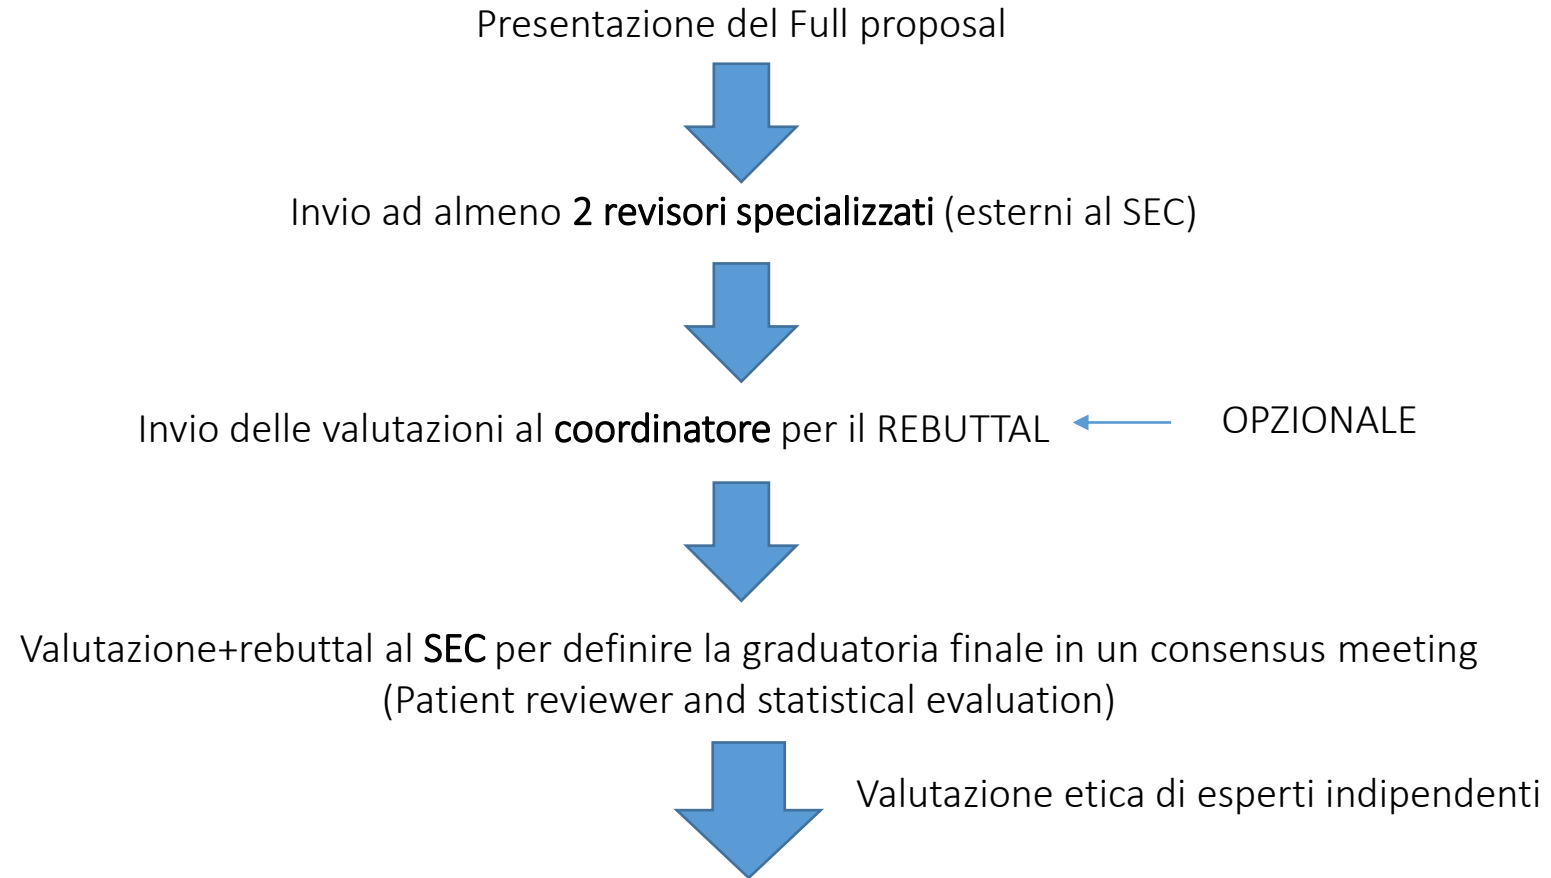 Presentazione del Full proposal
Invio ad almeno 2 revisori specializzati (esterni al SEC)
Invio delle valutazioni al coordinatore per il REBUTTAL
OPZIONALE
Valutazione+rebuttal al SEC per definire la graduatoria finale in un consensus meeting
(Patient reviewer and statistical evaluation)
Valutazione etica di esperti indipendenti